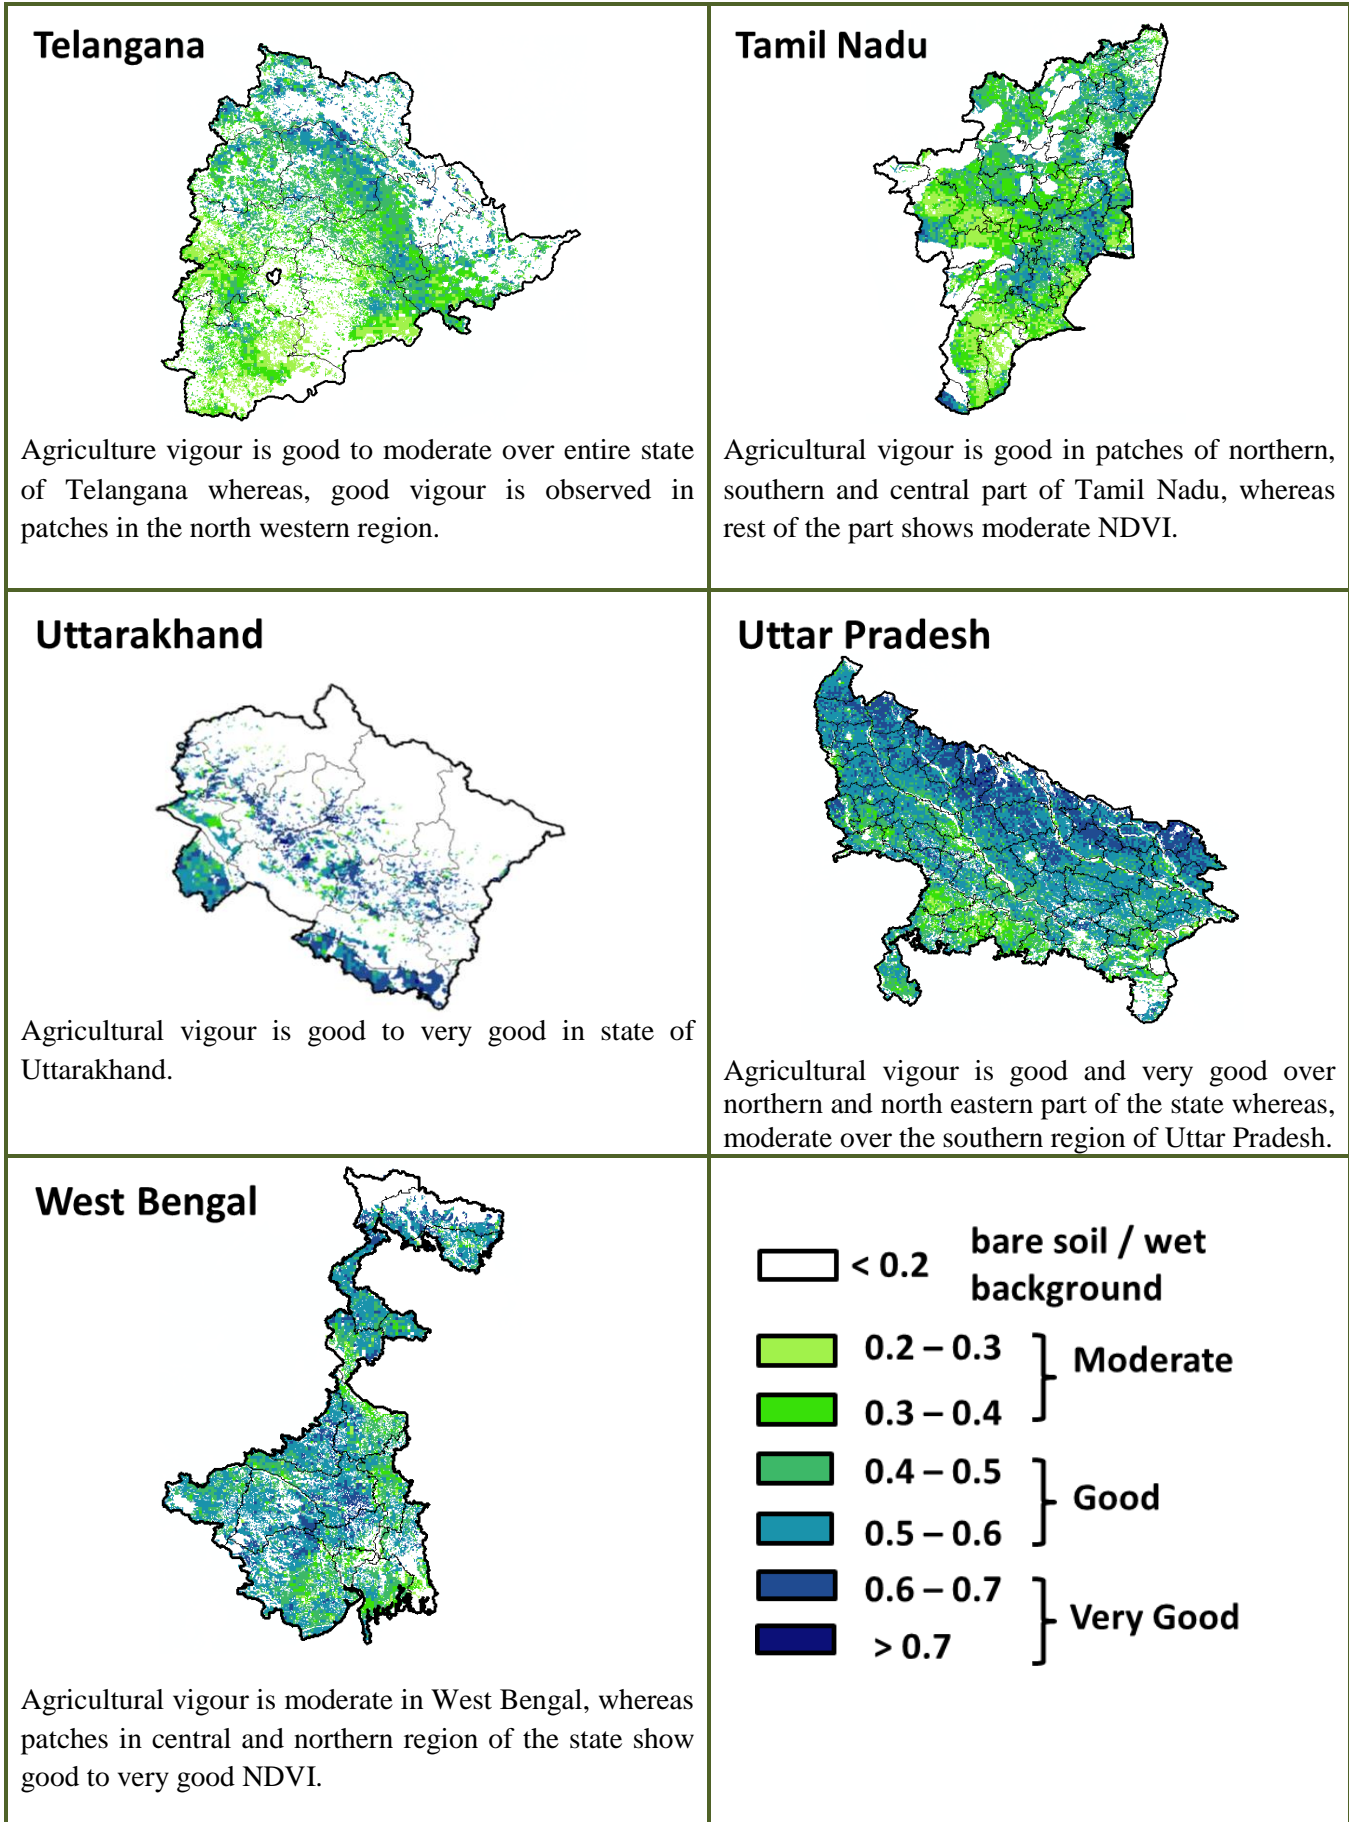 Telangana
Agriculture vigour is good to moderate over entire state
of Telangana whereas, good vigour is observed in
patches in the north western region.
Tamil Nadu
Agricultural vigour is good in patches of northern,
southern and central part of Tamil Nadu, whereas
rest of the part shows moderate NDVI.
Uttarakhand
Agricultural vigour is good to very good in state of
Uttarakhand.
Uttar Pradesh
Agricultural vigour is good and very good over
northern and north eastern part of the state whereas,
moderate over the southern region of Uttar Pradesh.
West Bengal
Agricultural vigour is moderate in West Bengal, whereas
patches in central and northern region of the state show
good to very good NDVI.
< 0.2 bare soil / wet
background
0.2 – 0.3
Moderate
0.3 – 0.4
0.4 – 0.5
Good
0.5 – 0.6
0.6 – 0.7
Very Good
> 0.7